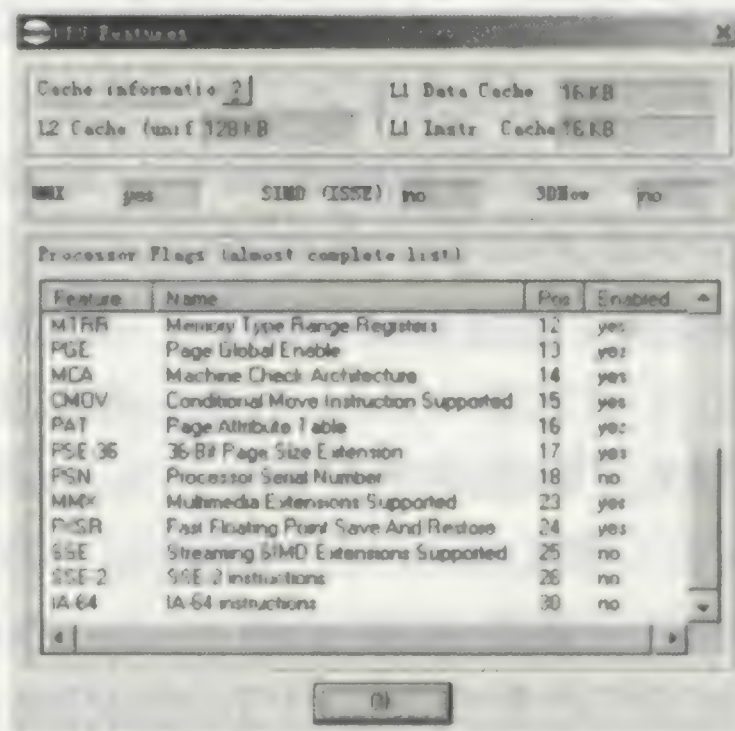 Features
Cache informatio ?
L1 Data Cache 16 KB
L2 Cache (unif 128 KB
L1 Instr Cache 16 KB
MMX yes SIMD (ISSE) no 3DNow no
Processor Flags (almost complete list)
Feature Name Pos Enabled
MTRR Memory Type Range Registers 12 yes
PGE Page Global Enable 13 yes
MCA Machine Check Architecture 14 yes
CMOV Conditional Move Instruction Supported 15 yes
PAT Page Attribute Table 16 yes
PSE-36 36 Bit Page Size Extension 17 yes
PSN Processor Serial Number 18 no
MMX Multimedia Extensions Supported 23 yes
FXSR Fast Floating Point Save And Restore 24 yes
SSE Streaming SIMD Extensions Supported 25 no
SSE-2 SSE-2 instructions 26 no
IA-64 IA-64 instructions 30 no